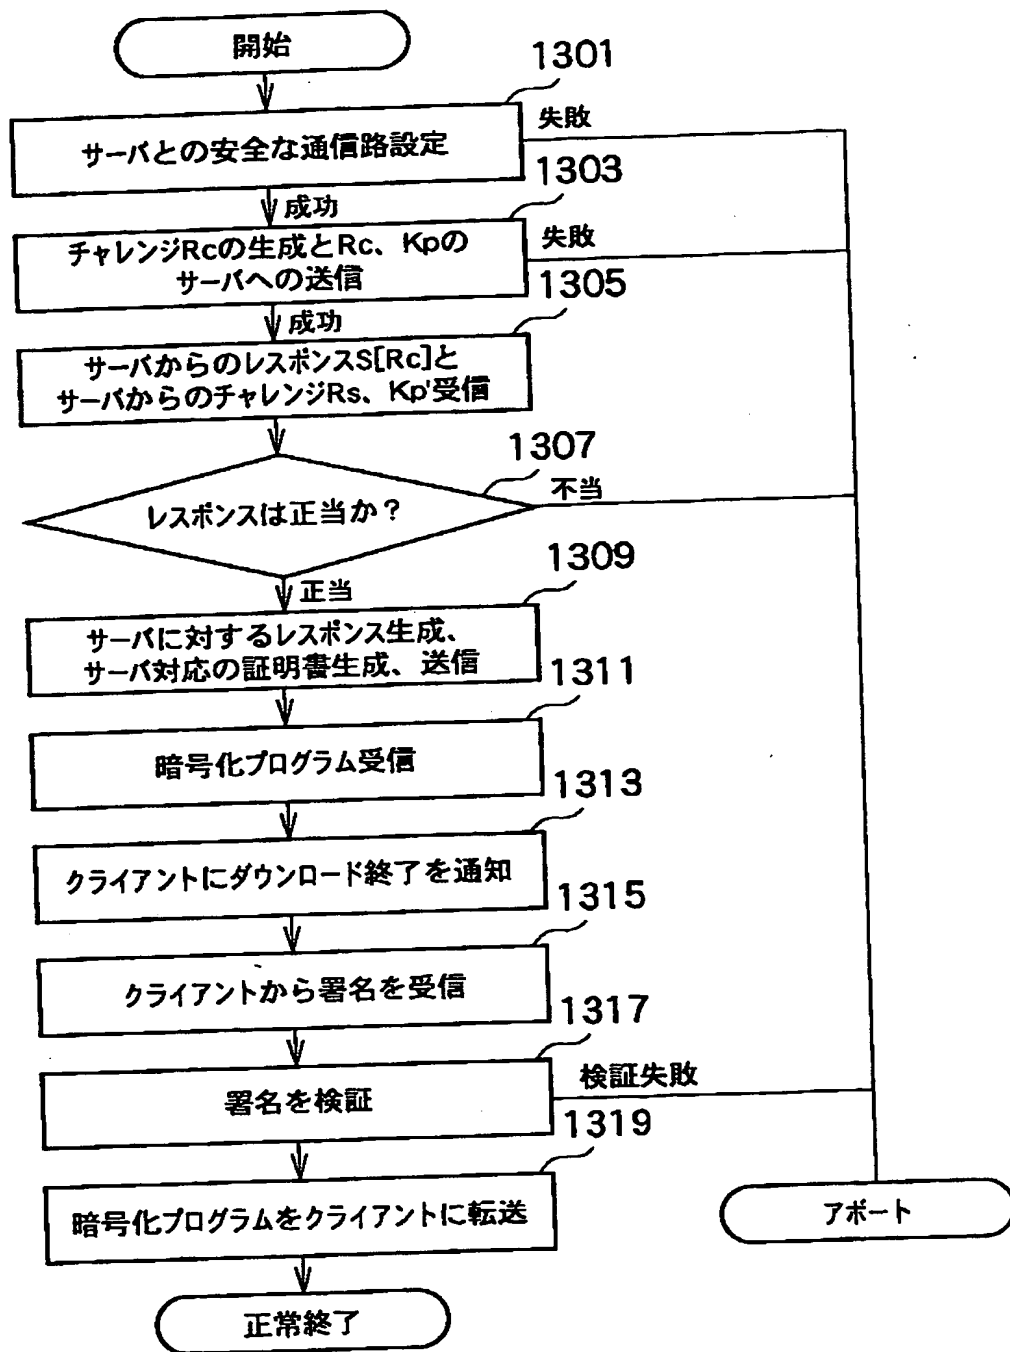 開始
1301
サーバとの安全な通信路設定
失敗
成功
1303
チャレンジRcの生成とRc、Kpの
サーバへの送信
失敗
成功
1305
サーバからのレスポンスS[Rc]と
サーバからのチャレンジRs、Kp'受信
1307
レスポンスは正当か?
不当
正当
1309
サーバに対するレスポンス生成、
サーバ対応の証明書生成、送信
1311
暗号化プログラム受信
1313
クライアントにダウンロード終了を通知
1315
クライアントから署名を受信
1317
署名を検証
検証失敗
1319
暗号化プログラムをクライアントに転送
アボート
正常終了